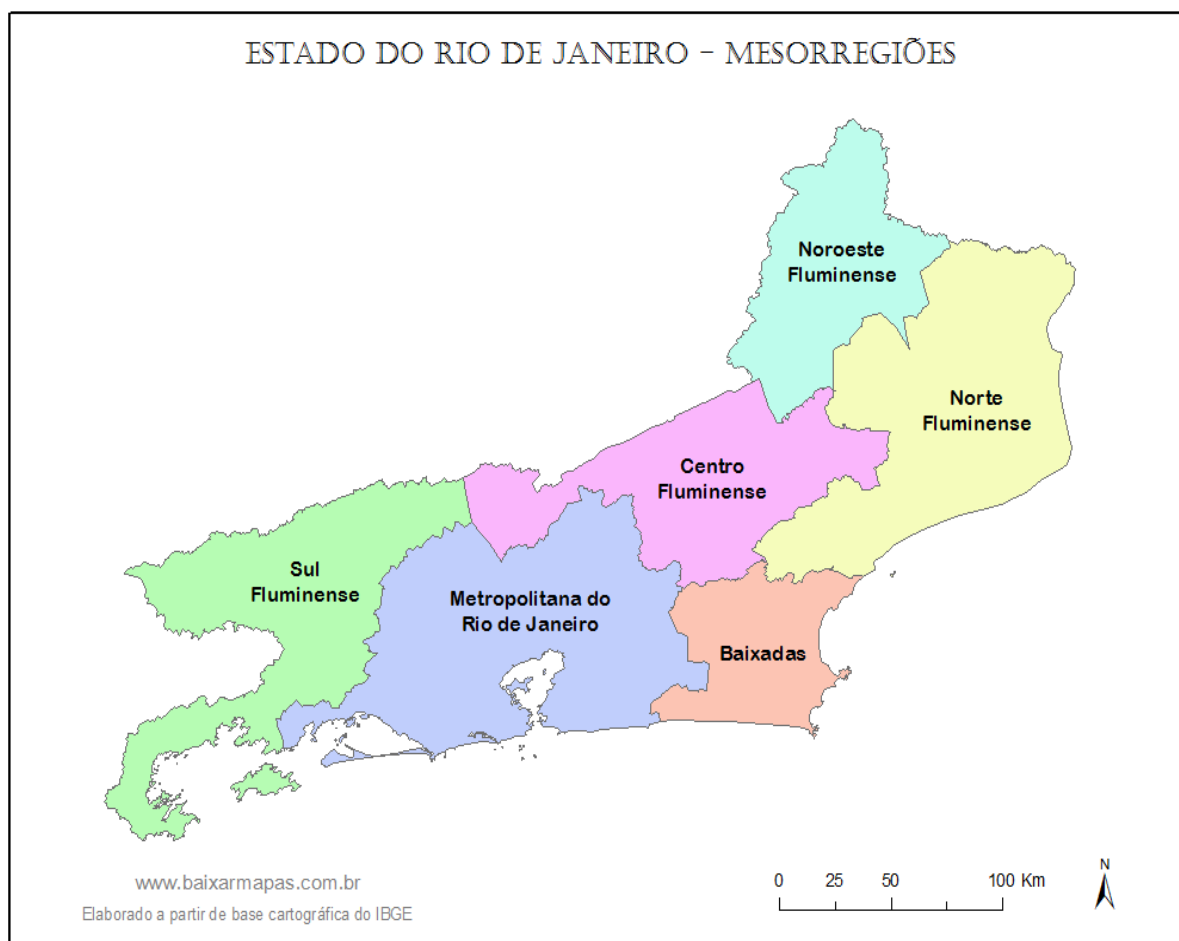 ESTADO DO RIO DE JANEIRO – MESORREGIÕES
Noroeste
Fluminense
Norte
Fluminense
Centro
Fluminense
Sul
Fluminense
Metropolitana do
Rio de Janeiro
Baixadas
www.baixarmapas.com.br
Elaborado a partir de base cartográfica do IBGE
0 25 50 100 Km
N